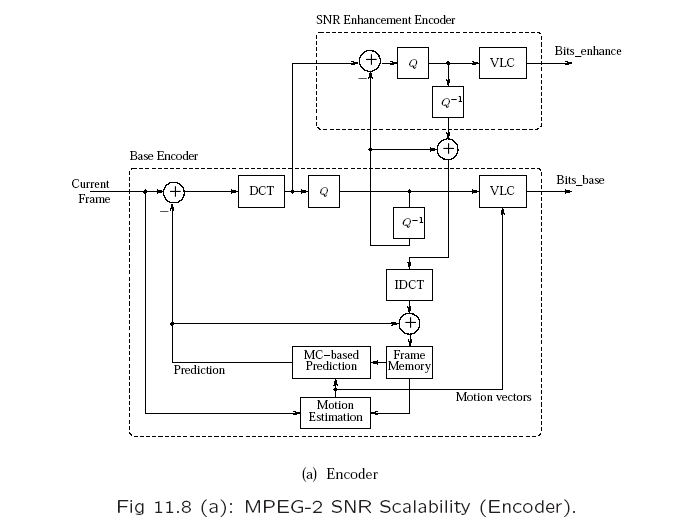 SNR Enhancement Encoder
Bits_enhance
Q
VLC
Q⁻¹
Base Encoder
Current
Frame
DCT
Q
VLC
Bits_base
Q⁻¹
IDCT
MC−based
Prediction
Frame
Memory
Prediction
Motion vectors
Motion
Estimation
(a) Encoder
Fig 11.8 (a): MPEG-2 SNR Scalability (Encoder).